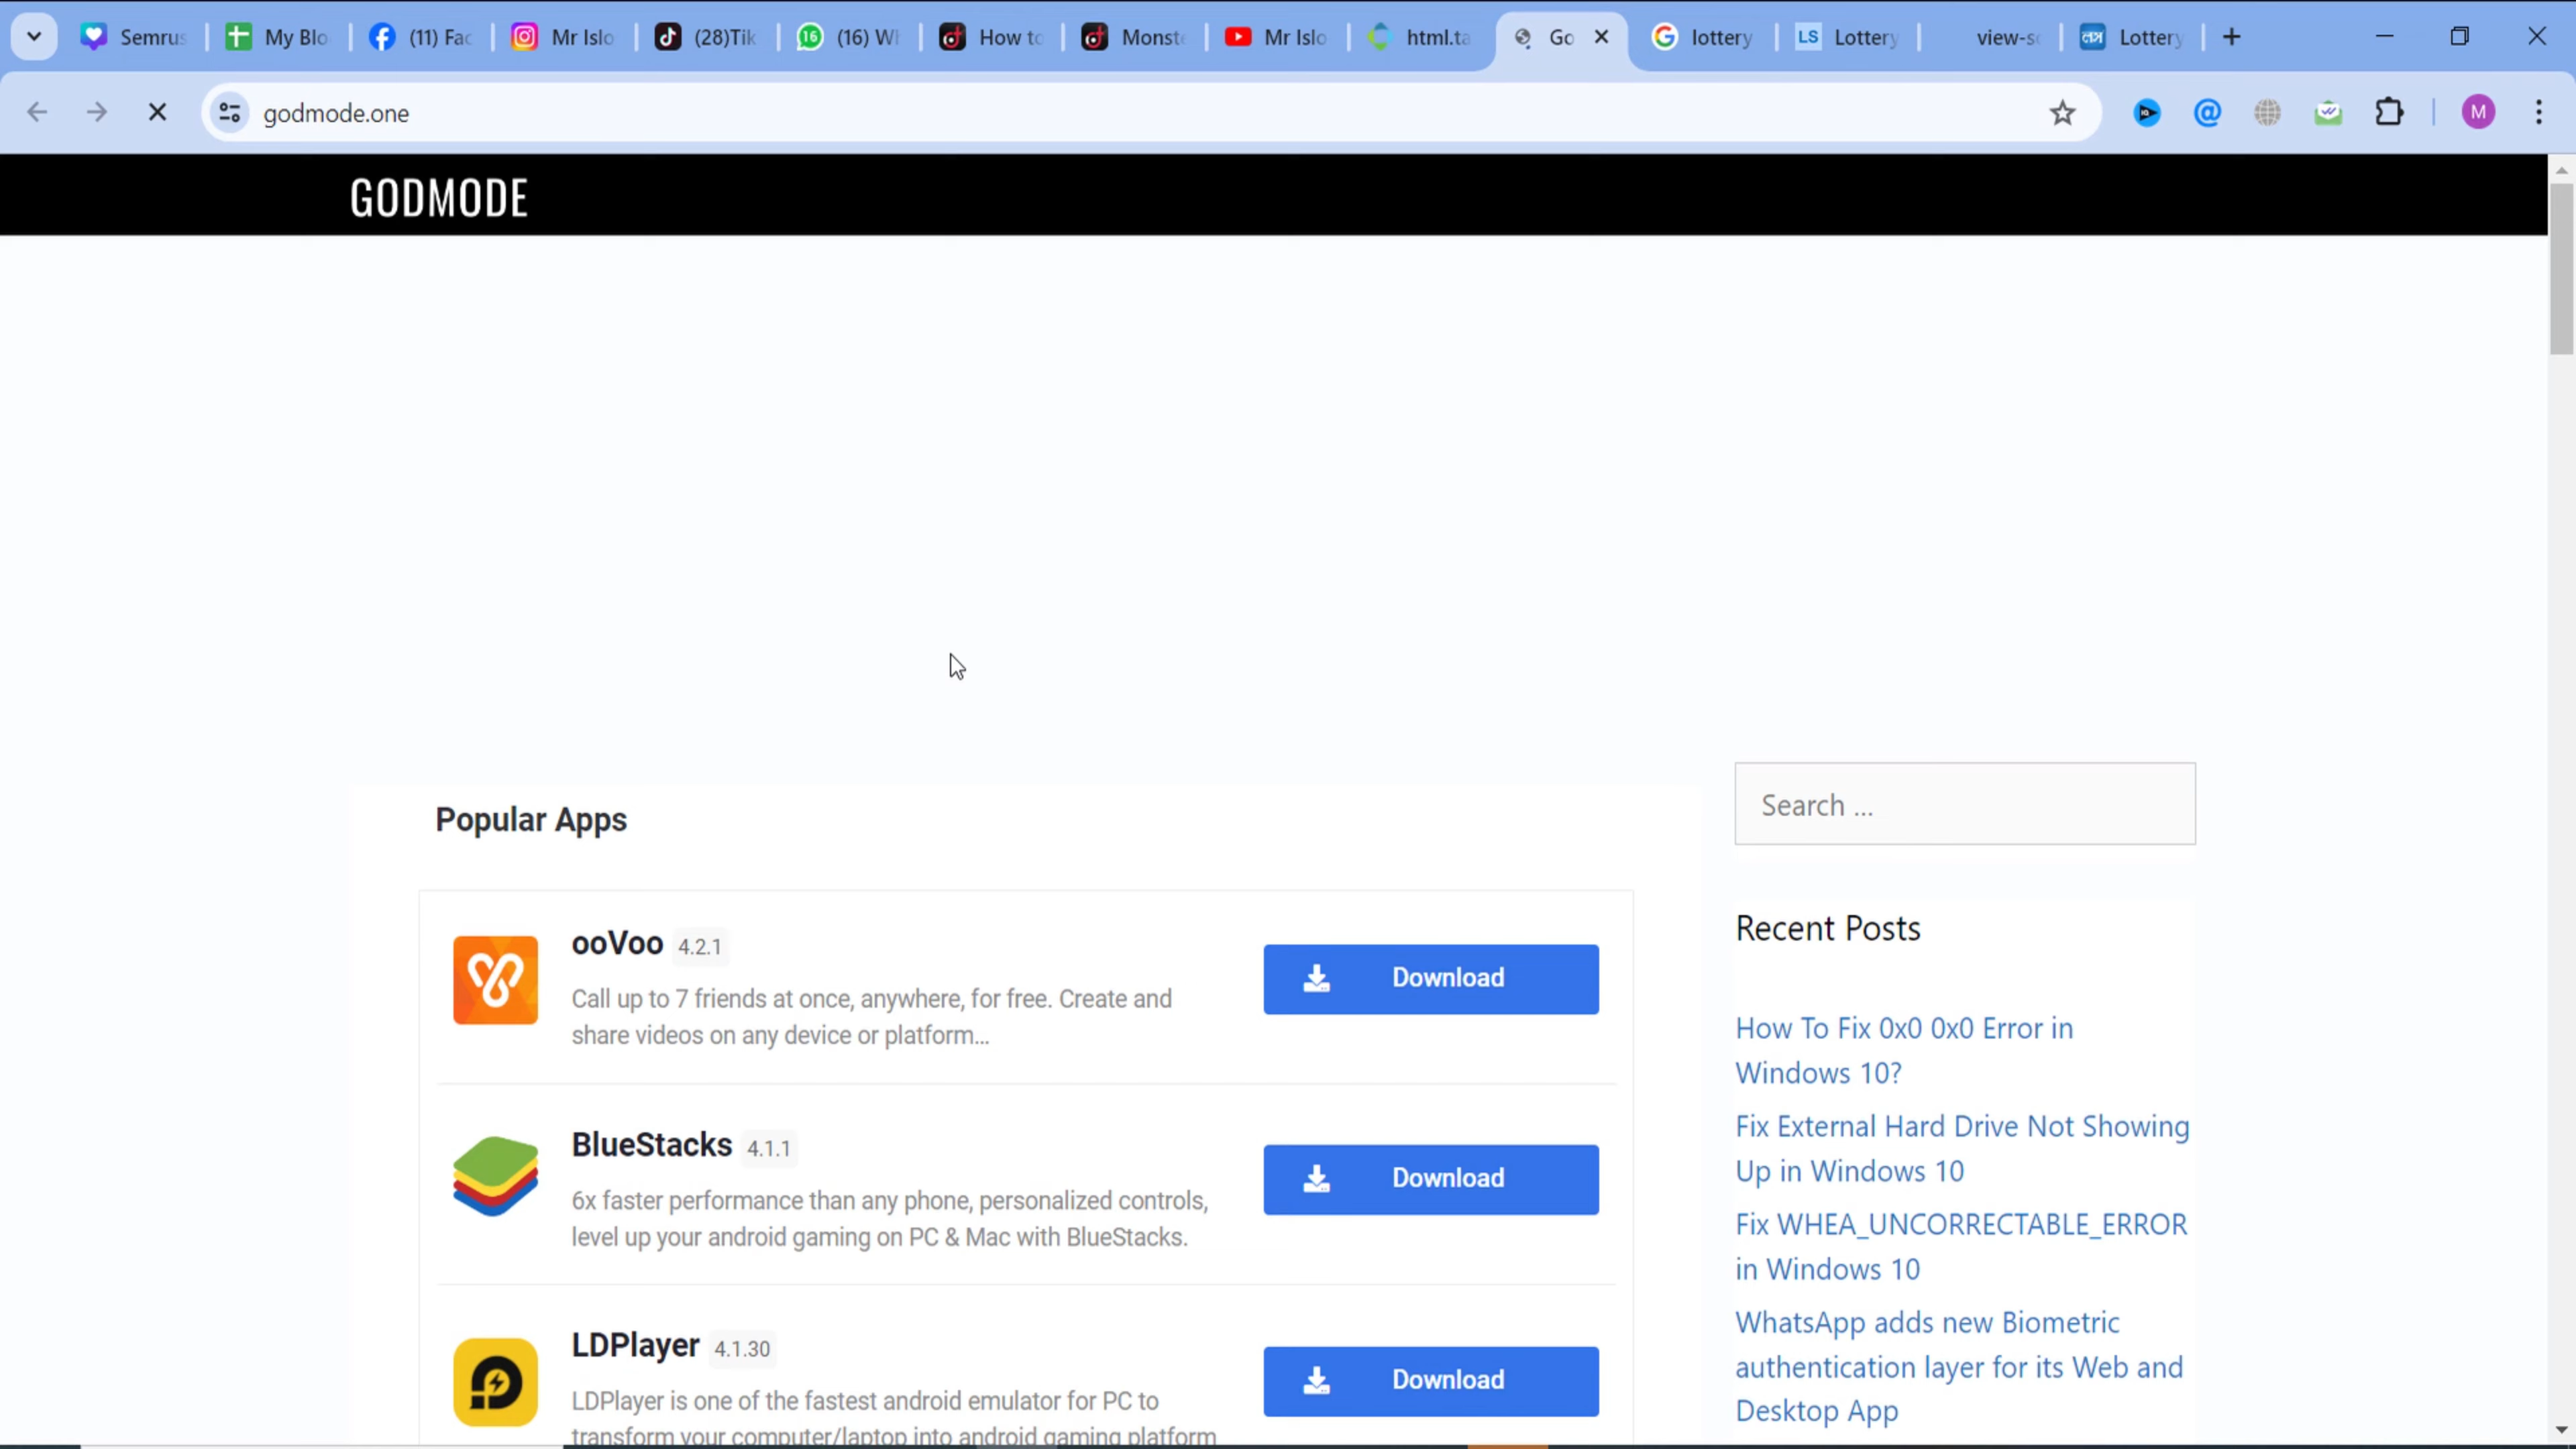 Semrus
My Blo
(11) Fac
Mr Islo
(28)Tik
16
(16) Wh
How to
Monste
Mr Islo
html.ta
Go
lottery
LS
Lottery
view-so
Lottery
godmode.one
M
GODMODE
Search ...
Popular Apps
ooVoo 4.2.1
Call up to 7 friends at once, anywhere, for free. Create and
share videos on any device or platform...
Download
BlueStacks 4.1.1
6x faster performance than any phone, personalized controls,
level up your android gaming on PC & Mac with BlueStacks.
Download
LDPlayer 4.1.30
LDPlayer is one of the fastest android emulator for PC to
transform your computer/laptop into android gaming platform
Download
Recent Posts
How To Fix 0x0 0x0 Error in
Windows 10?
Fix External Hard Drive Not Showing
Up in Windows 10
Fix WHEA_UNCORRECTABLE_ERROR
in Windows 10
WhatsApp adds new Biometric
authentication layer for its Web and
Desktop App